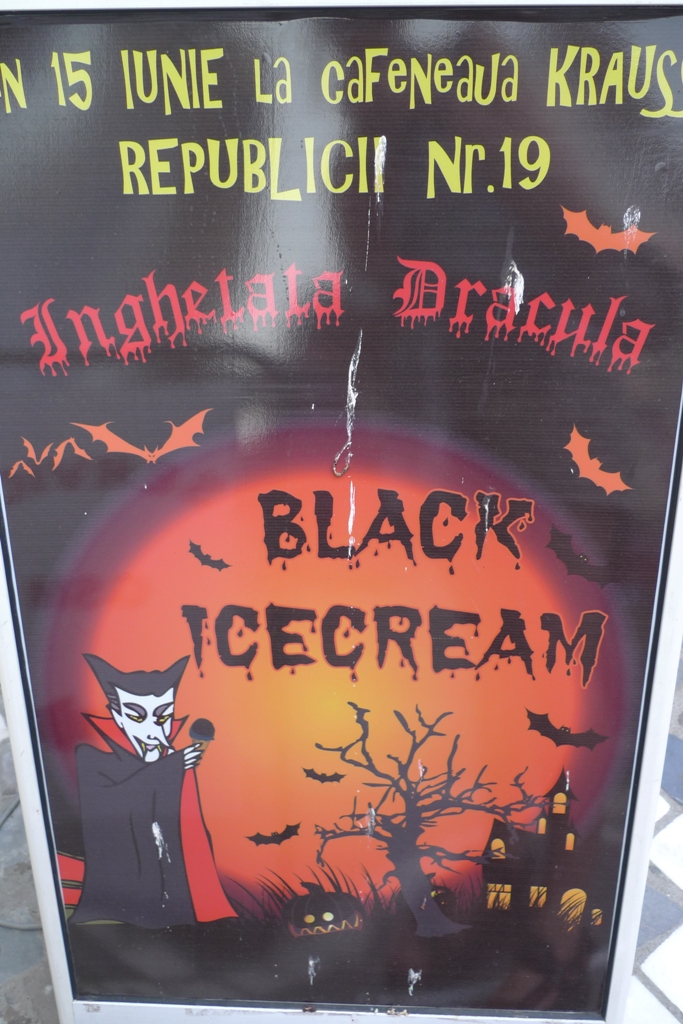 15 IUNIE La CaFeNeaUa
REPUBLICII Nr.19
Inghetata Dracula
BLACK
ICECREAM